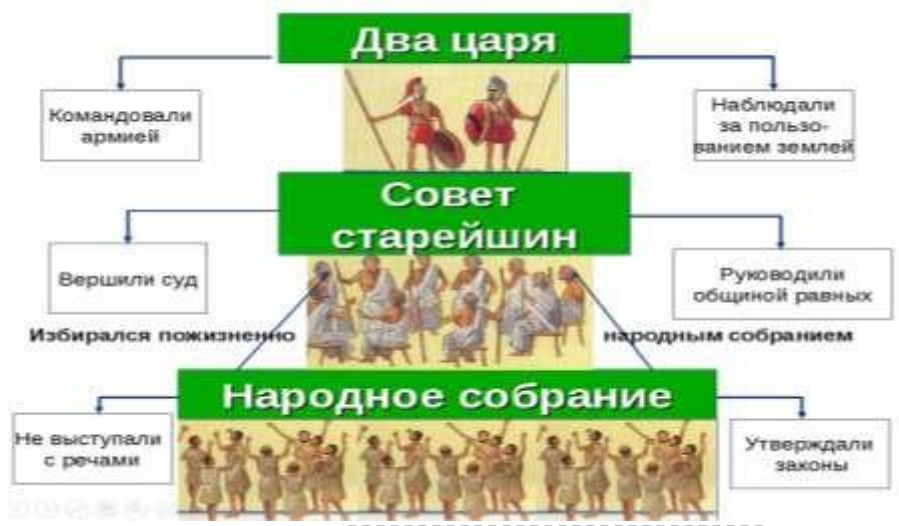 Два царя
Командовали
армией
Наблюдали
за пользо-
ванием землей
Совет
старейшин
Вершили суд
Руководили
общиной равных
Избирался пожизненно
народным собранием
Народное собрание
Не выступали
с речами
Утверждали
законы